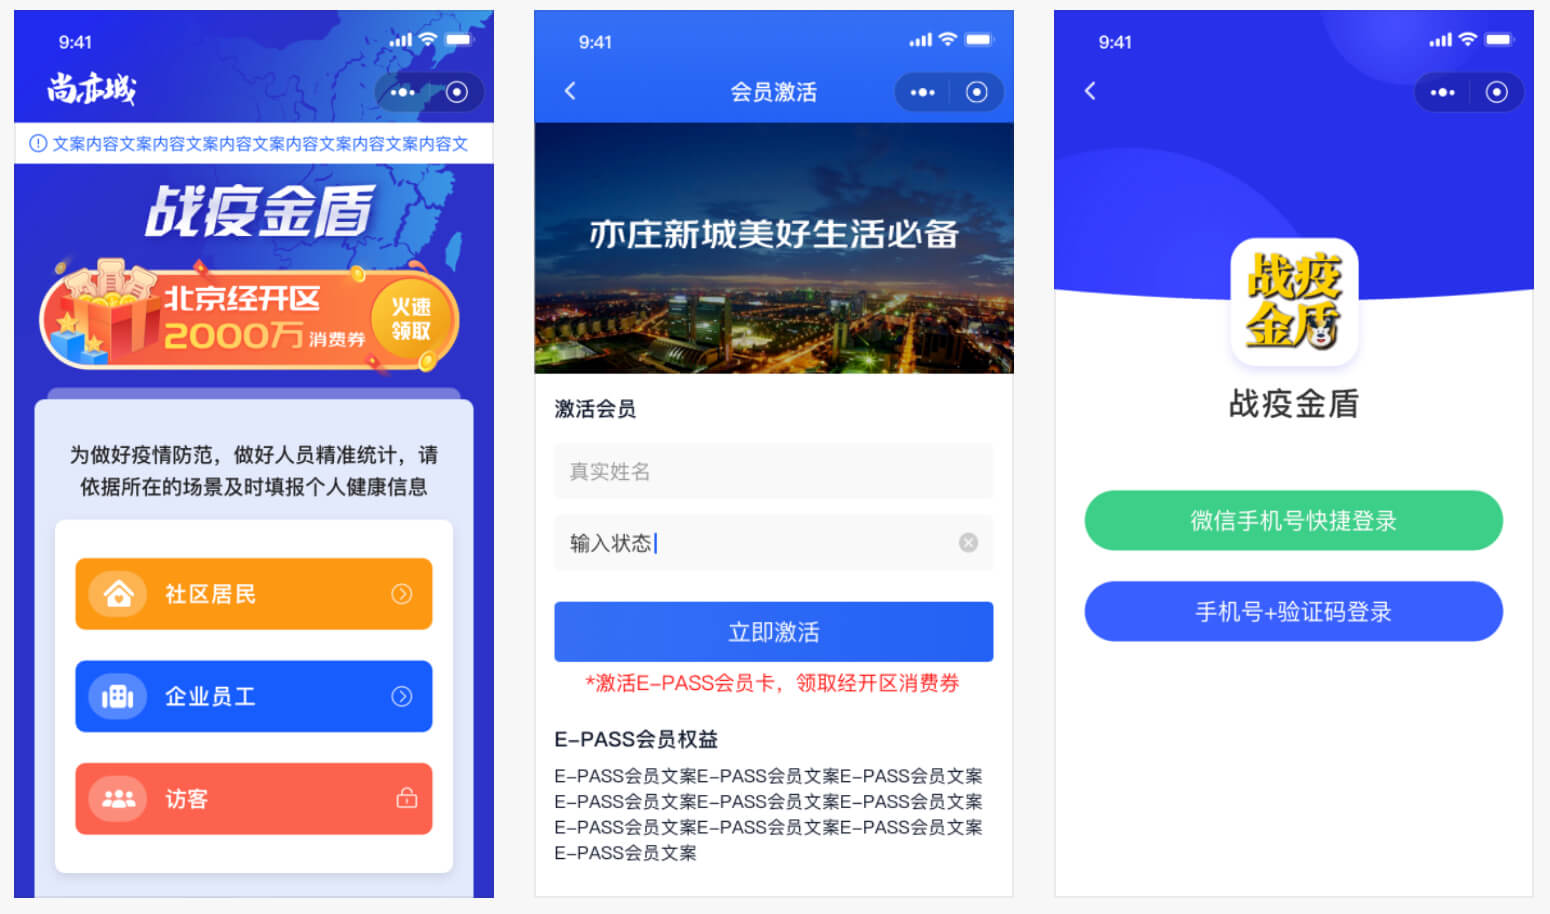 9:41
尚亦城
文案内容文案内容文案内容文案内容文案内容文案内容文
战疫金盾
北京经开区
2000万消费券
火速
领取
为做好疫情防范，做好人员精准统计，请
依据所在的场景及时填报个人健康信息
社区居民
企业员工
访客
9:41
会员激活
亦庄新城美好生活必备
激活会员
真实姓名
输入状态
立即激活
*激活E-PASS会员卡，领取经开区消费券
E-PASS会员权益
E-PASS会员文案E-PASS会员文案E-PASS会员文案
E-PASS会员文案E-PASS会员文案E-PASS会员文案
E-PASS会员文案E-PASS会员文案E-PASS会员文案
E-PASS会员文案
9:41
战疫
金盾
战疫金盾
微信手机号快捷登录
手机号+验证码登录